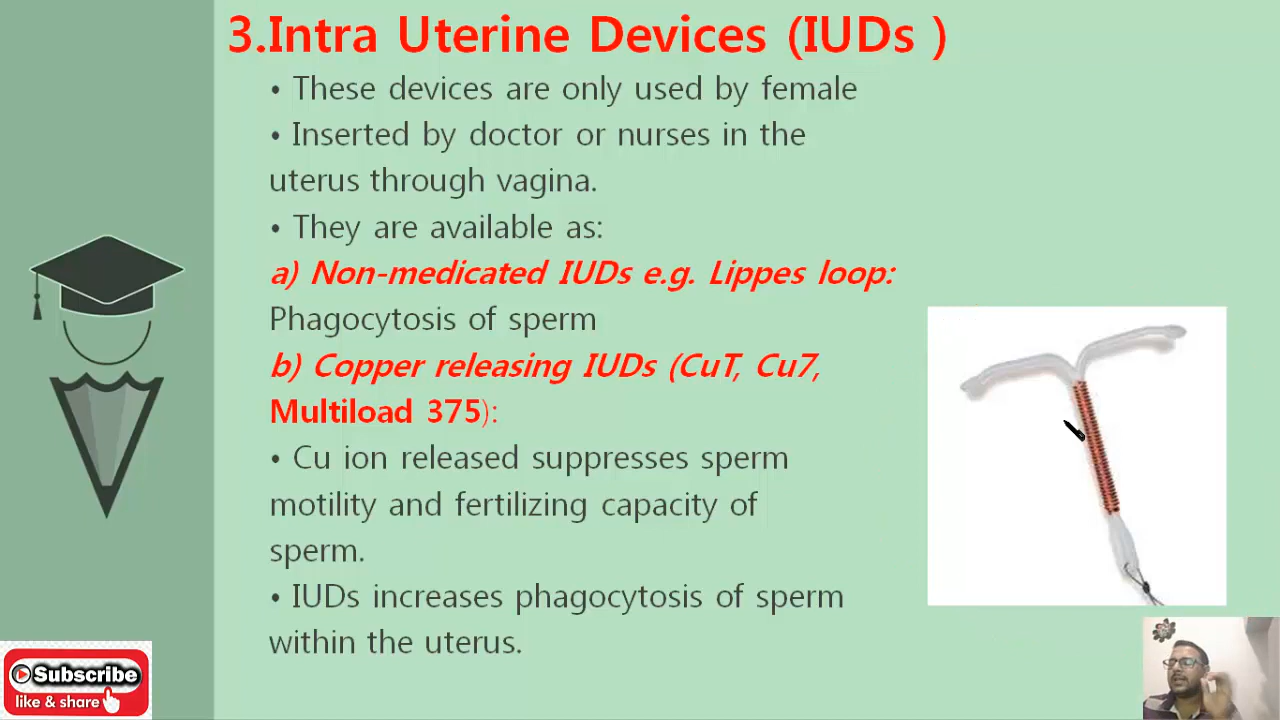 3.Intra Uterine Devices (IUDs )
• These devices are only used by female
• Inserted by doctor or nurses in the
uterus through vagina.
• They are available as:
a) Non-medicated IUDs e.g. Lippes loop:
Phagocytosis of sperm
b) Copper releasing IUDs (CuT, Cu7,
Multiload 375):
• Cu ion released suppresses sperm
motility and fertilizing capacity of
sperm.
• IUDs increases phagocytosis of sperm
within the uterus.
Subscribe
like & share